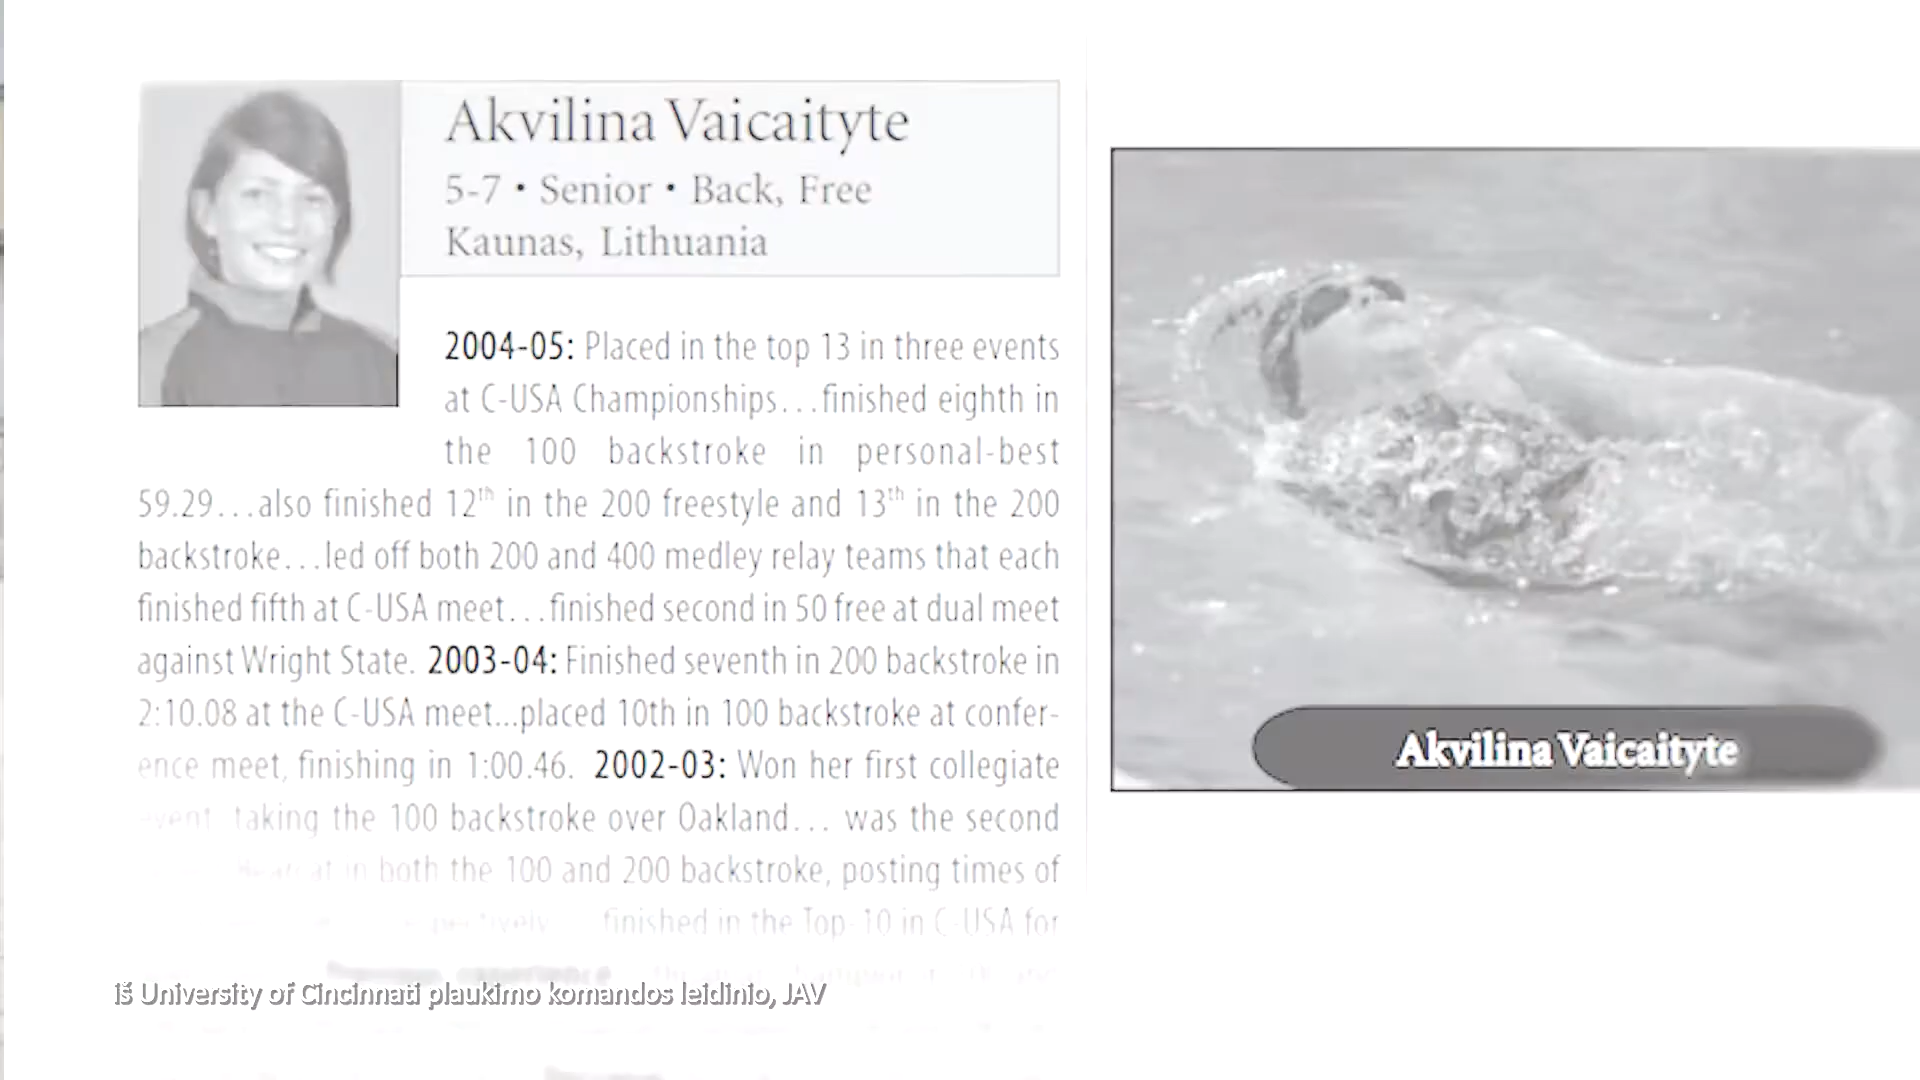 Akvilina Vaicaityte
5-7 • Senior • Back, Free
Kaunas, Lithuania
2004-05: Placed in the top 13 in three events
at C-USA Championships...finished eighth in
the 100 backstroke in personal-best
59.29...also finished 12th in the 200 freestyle and 13th in the 200
backstroke...led off both 200 and 400 medley relay teams that each
finished fifth at C-USA meet...finished second in 50 free at dual meet
against Wright State. 2003-04: Finished seventh in 200 backstroke in
2:10.08 at the C-USA meet...placed 10th in 100 backstroke at confer-
ence meet, finishing in 1:00.46. 2002-03: Won her first collegiate
event, taking the 100 backstroke over Oakland... was the second
Bearcat in both the 100 and 200 backstroke, posting times of
finished in the Top-10 in C-USA for
Akvilina Vaicaityte
iš University of Cincinnati plaukimo komandos leidinio, JAV